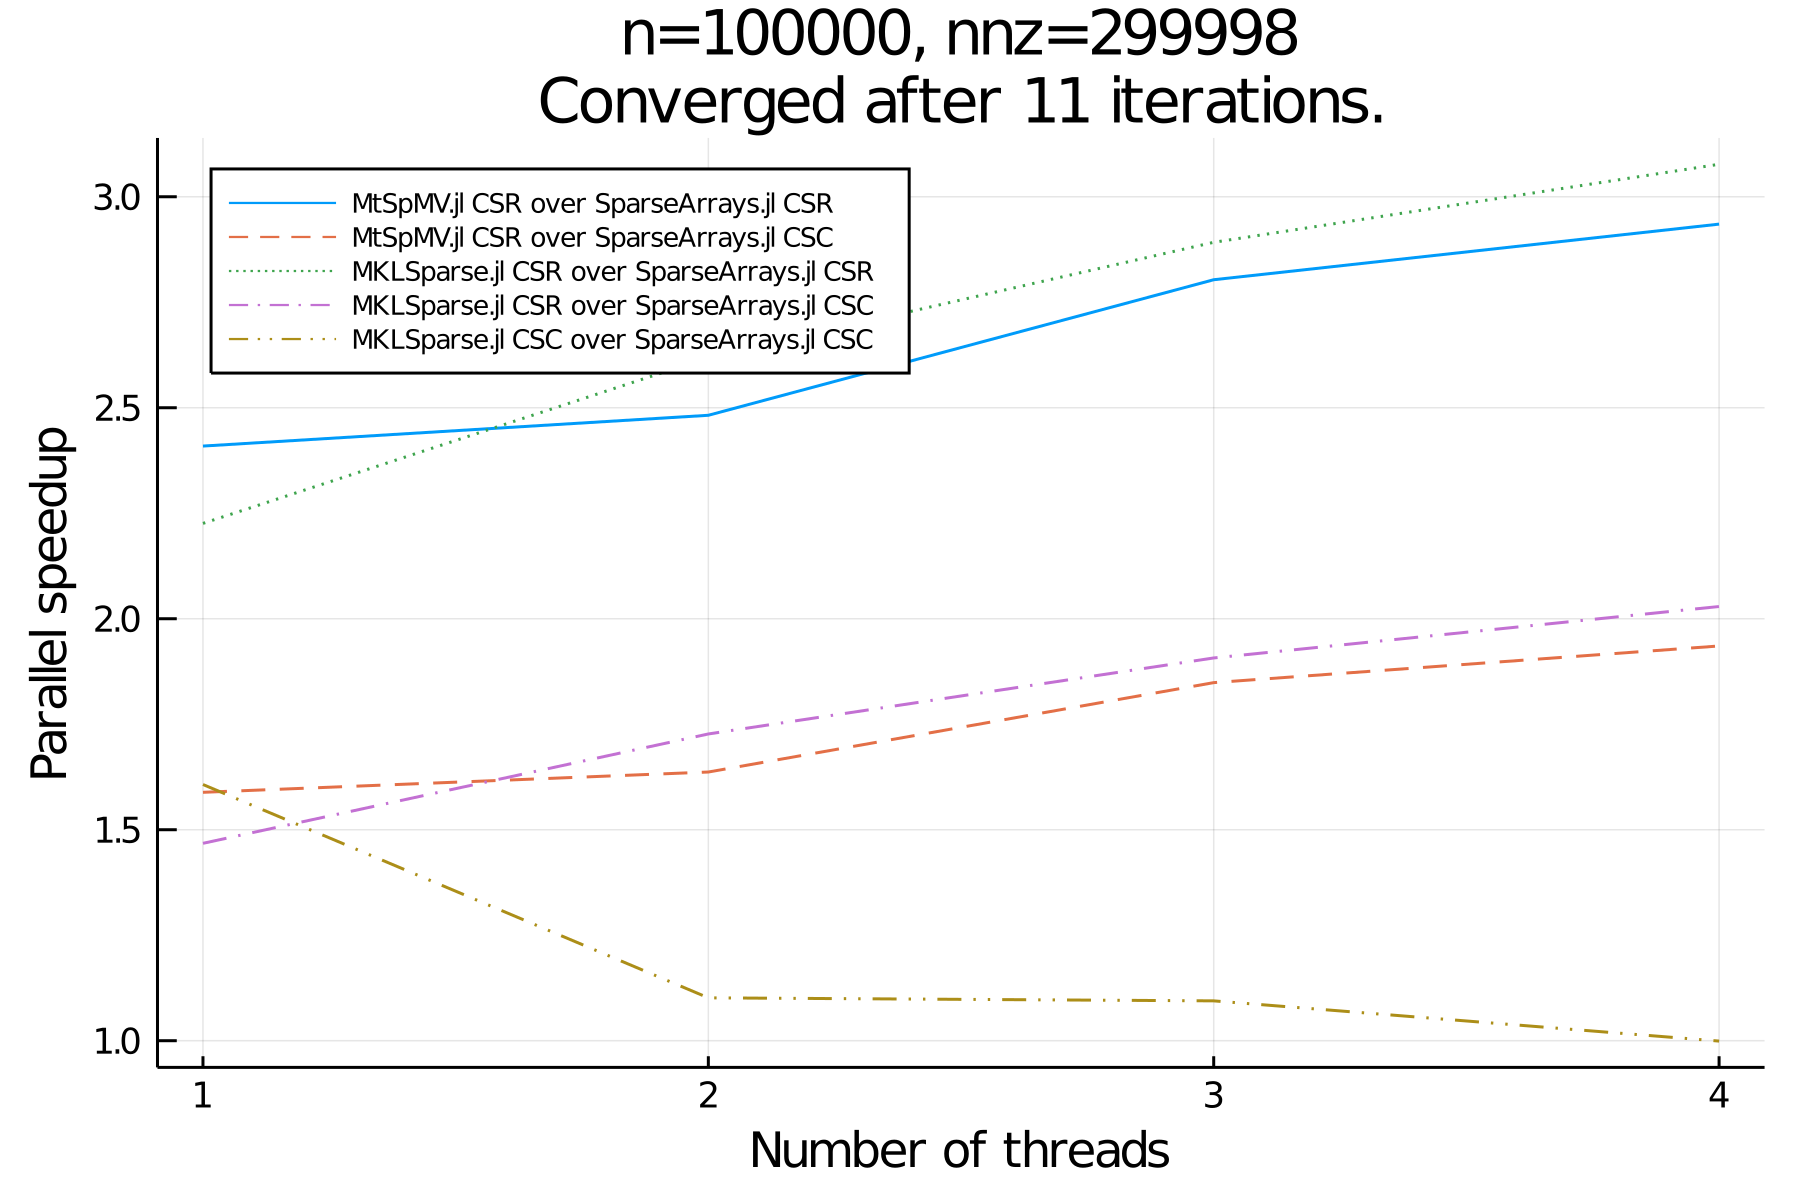 n=100000, nnz=299998
Converged after 11 iterations.
3.0
2.5
2.0
1.5
1.0
Parallel speedup
MtSpMV.jl CSR over SparseArrays.jl CSR
MtSpMV.jl CSR over SparseArrays.jl CSC
MKLSparse.jl CSR over SparseArrays.jl CSR
MKLSparse.jl CSR over SparseArrays.jl CSC
MKLSparse.jl CSC over SparseArrays.jl CSC
1 2 3 4
Number of threads